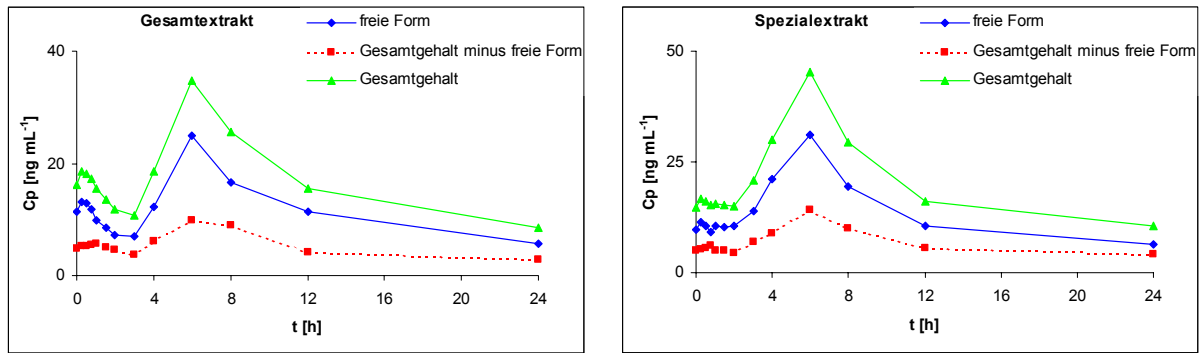 Gesamtextrakt
freie Form
Gesamtgehalt minus freie Form
Gesamtgehalt
Cp [ng mL⁻¹]
40
20
0
0 4 8 12 16 20 24
t [h]
Spezialextrakt
freie Form
Gesamtgehalt minus freie Form
Gesamtgehalt
Cp [ng mL⁻¹]
50
25
0
0 4 8 12 16 20 24
t [h]